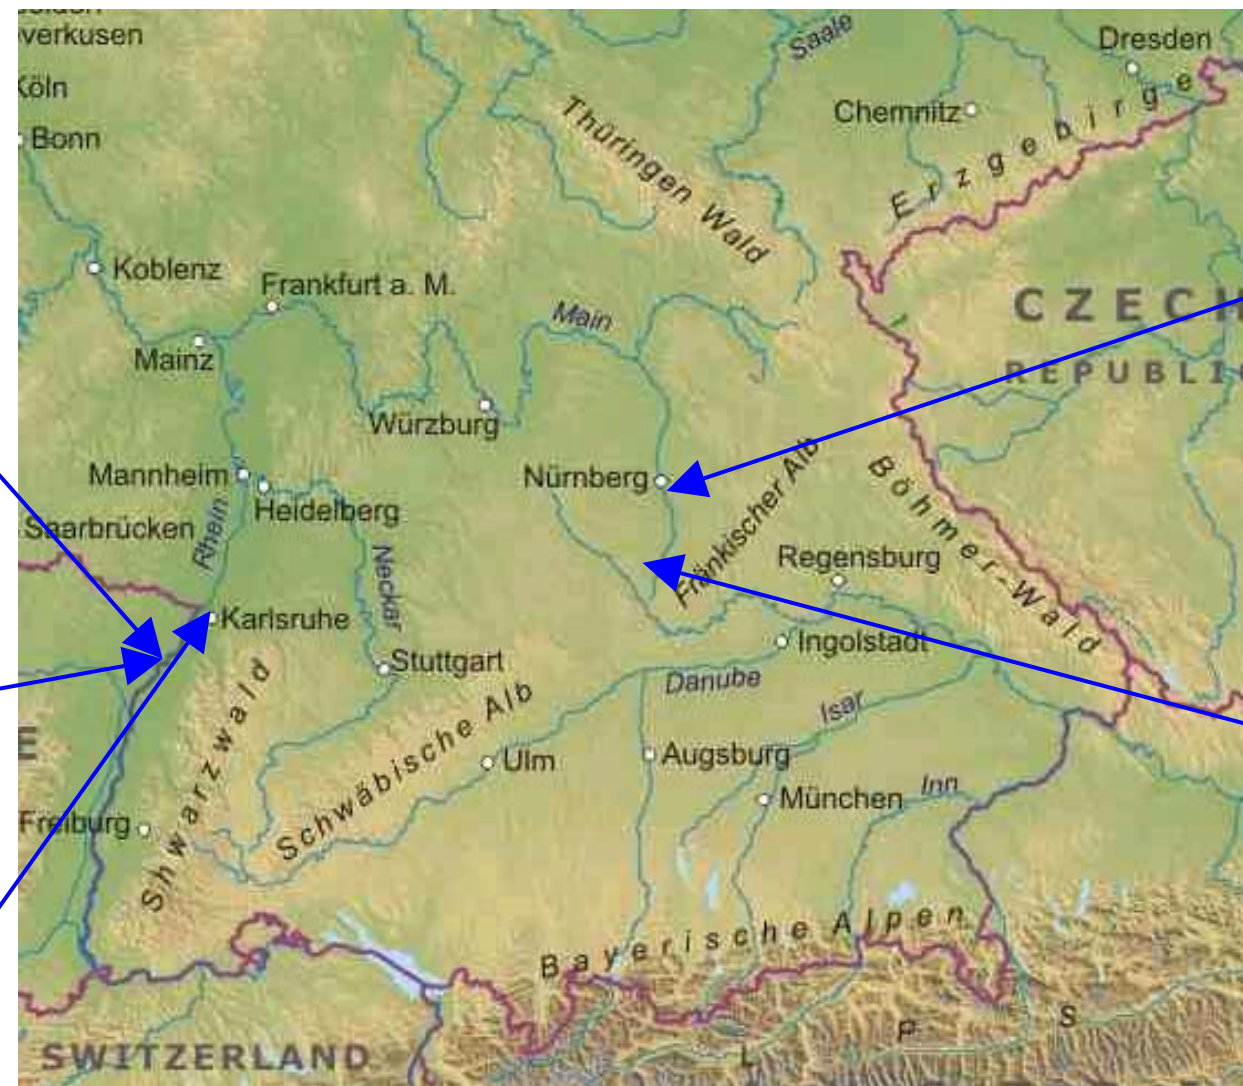 verkusen
Dresden
Saale
Köln
Chemnitz
Bonn
Thüringen Wald
Erzgebirge
Koblenz
Frankfurt a. M.
CZECH
Main
Mainz
REPUBLIC
Würzburg
Mannheim
Nürnberg
Heidelberg
Fränkischer Alb
Böhmer-Wald
Saarbrücken
Rhein
Regensburg
Neckar
Karlsruhe
Ingolstadt
Stuttgart
Danube
Isar
Schwäbische Alb
Shwarzwald
Ulm
Augsburg
Inn
München
Freiburg
Bayerische Alpen
L P S
SWITZERLAND